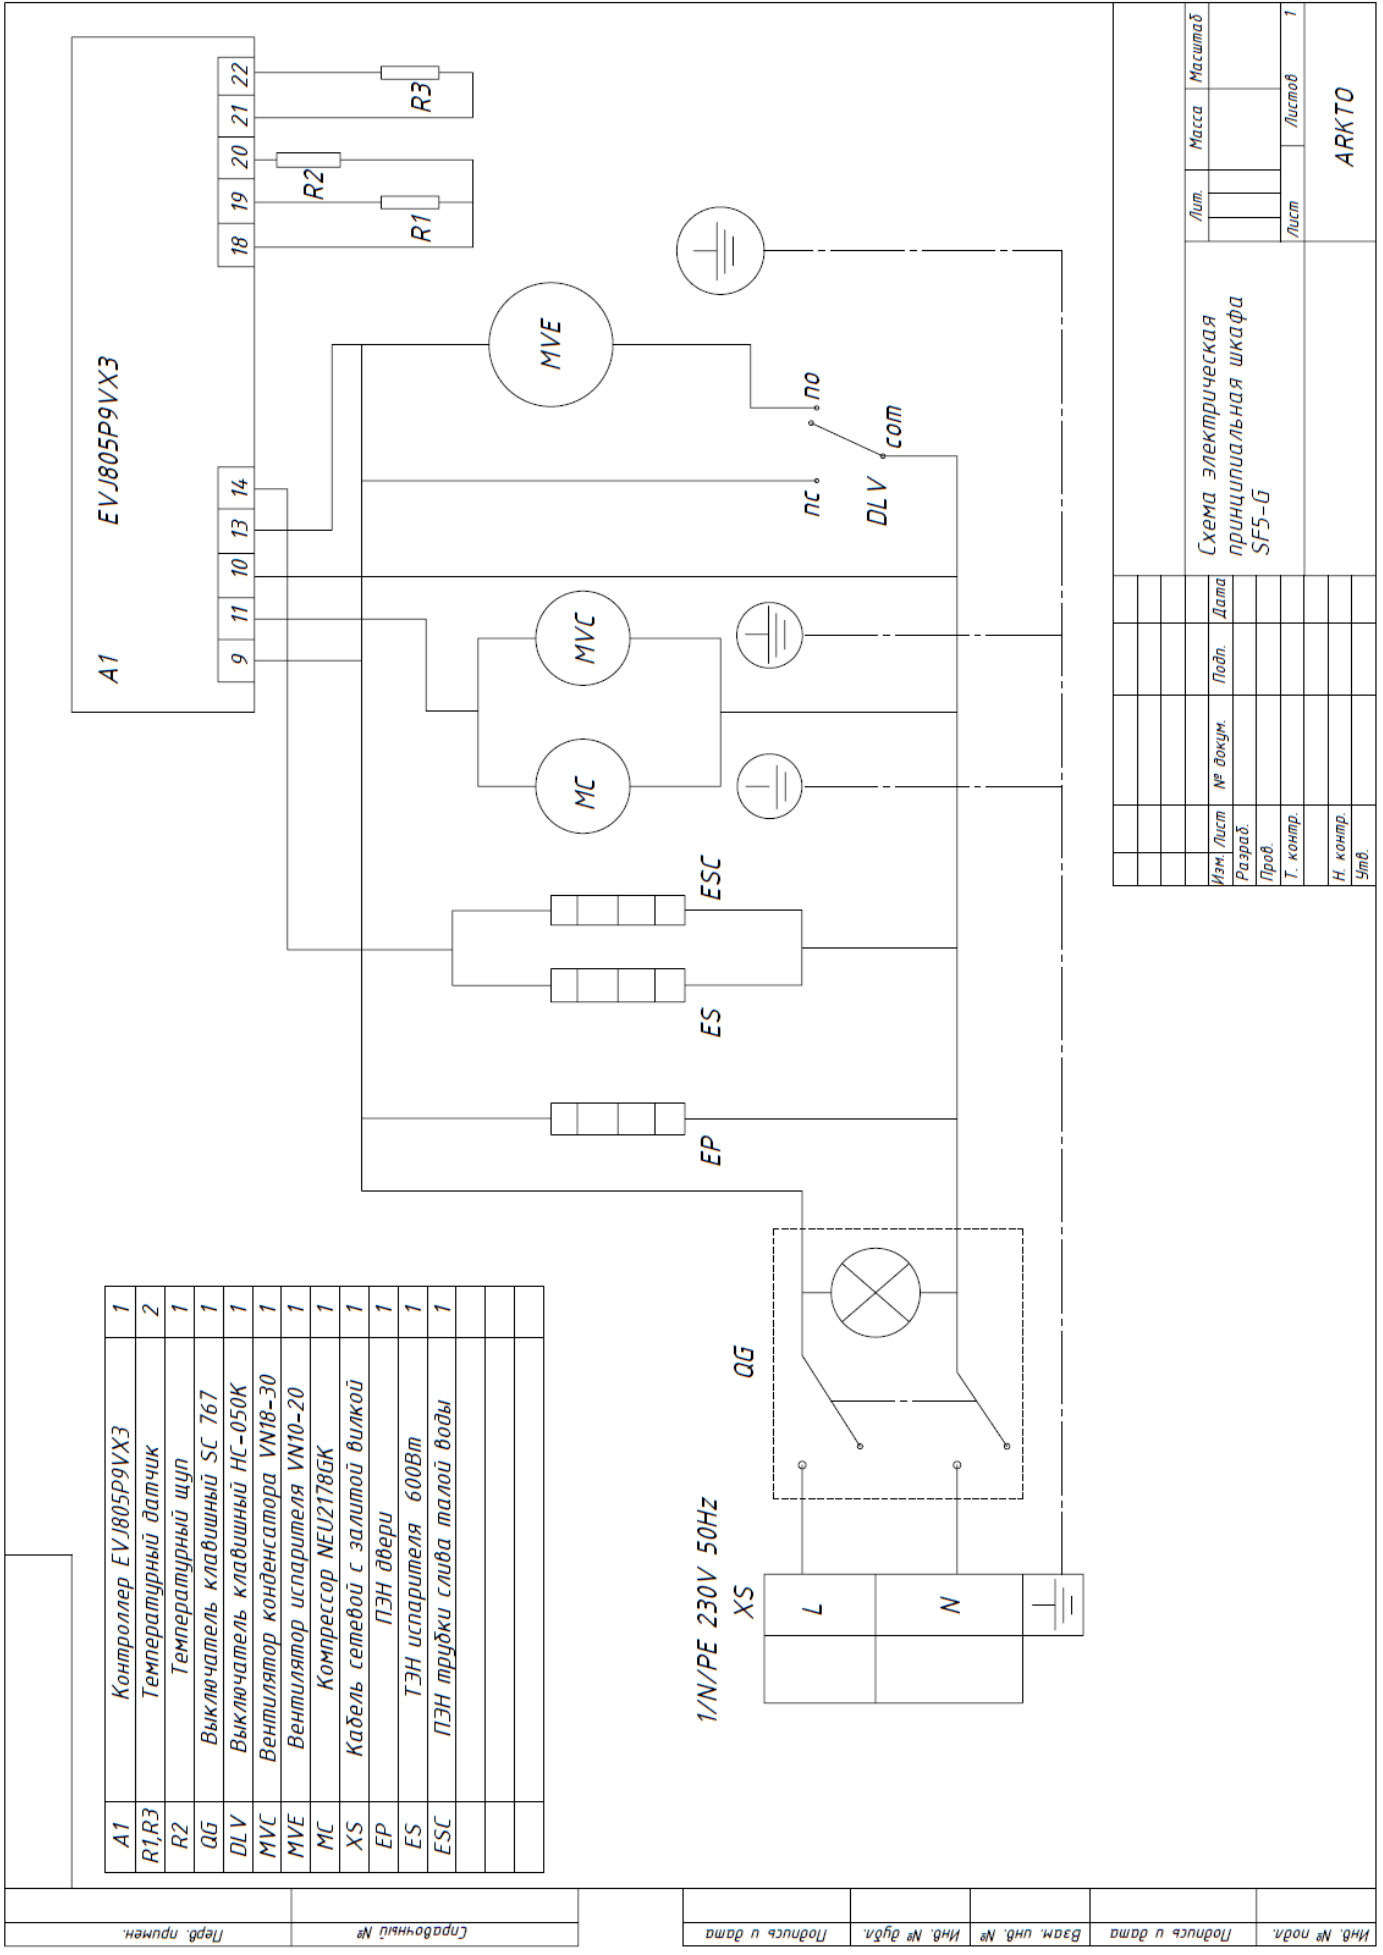 A1 Контроллер EVJ805P9VX3 1
R1,R3 Температурный датчик 2
R2 Температурный щуп 1
QG Выключатель клавишный SC 767 1
DLV Выключатель клавишный HC-050K 1
MVC Вентилятор конденсатора VN18-30 1
MVE Вентилятор испарителя VN10-20 1
MC Компрессор NEU2178GK 1
XS Кабель сетевой с залитой вилкой 1
EP ПЭН двери 1
ES ТЭН испарителя 600Вт 1
ESC ПЭН трубки слива талой воды 1
A1 EVJ805P9VX3
9 11 10 13 14 18 19 20 21 22
R1
R2
R3
MVE
MVC
MC
ESC
ES
EP
nc
no
com
DLV
QG
1/N/PE 230V 50Hz
XS
L
N
Изм. Лист № докум. Подп. Дата
Разраб.
Пров.
Т. контр.
Н. контр.
Утв.
Схема электрическая
принципиальная шкафа
SF5-G
Лит. Масса Масштаб
Лист Листов 1
ARKTO
Перв. примен.
Справочный №
Подпись и дата
Инв. № дубл.
Взам. инв. №
Подпись и дата
Инв. № подл.